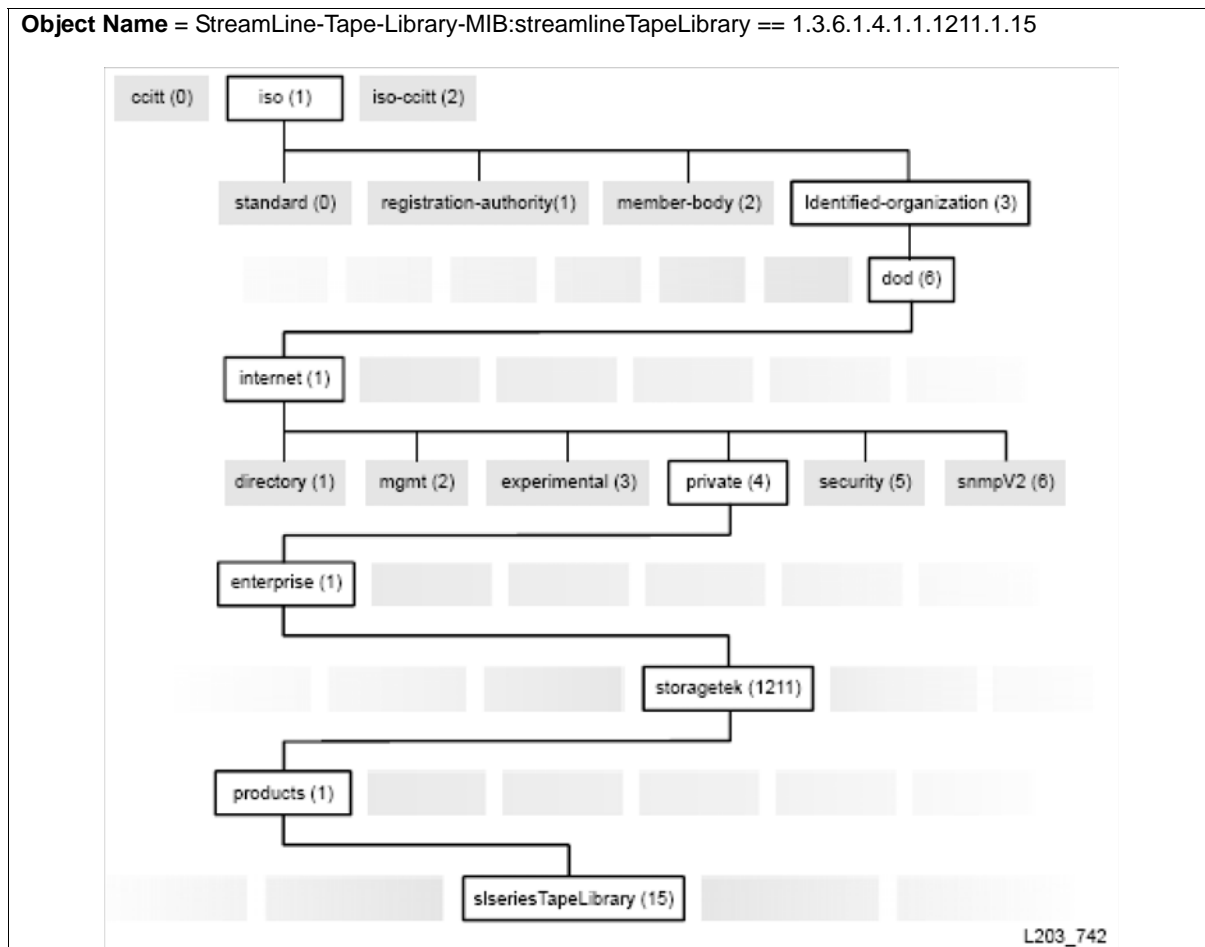 Object Name = StreamLine-Tape-Library-MIB:streamlineTapeLibrary == 1.3.6.1.4.1.1.1211.1.15
ccitt (0) iso (1) iso-ccitt (2)
standard (0) registration-authority(1) member-body (2) Identified-organization (3)
dod (6)
internet (1)
directory (1) mgmt (2) experimental (3) private (4) security (5) snmpV2 (6)
enterprise (1)
storagetek (1211)
products (1)
slseriesTapeLibrary (15)
L203_742